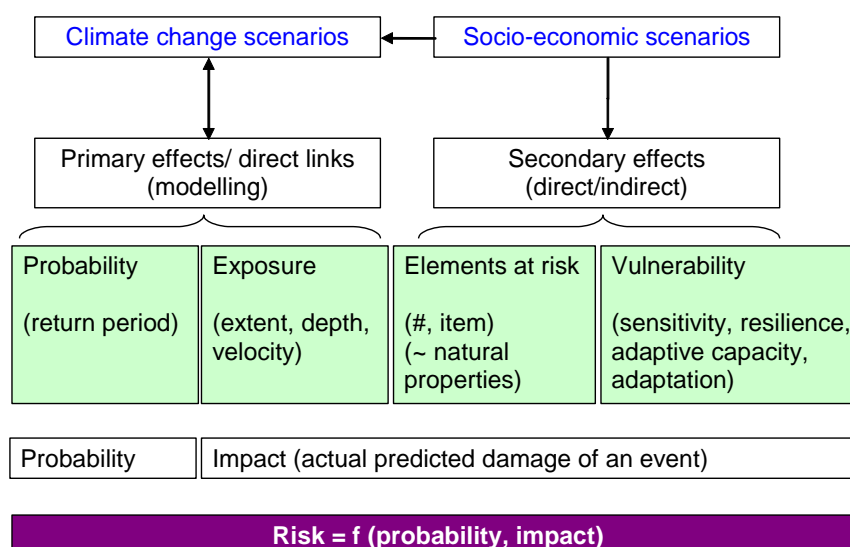 Climate change scenarios
Socio-economic scenarios
Primary effects/ direct links
(modelling)
Secondary effects
(direct/indirect)
Probability
(return period)
Exposure
(extent, depth,
velocity)
Elements at risk
(#, item)
(~ natural
properties)
Vulnerability
(sensitivity, resilience,
adaptive capacity,
adaptation)
Probability
Impact (actual predicted damage of an event)
Risk = f (probability, impact)